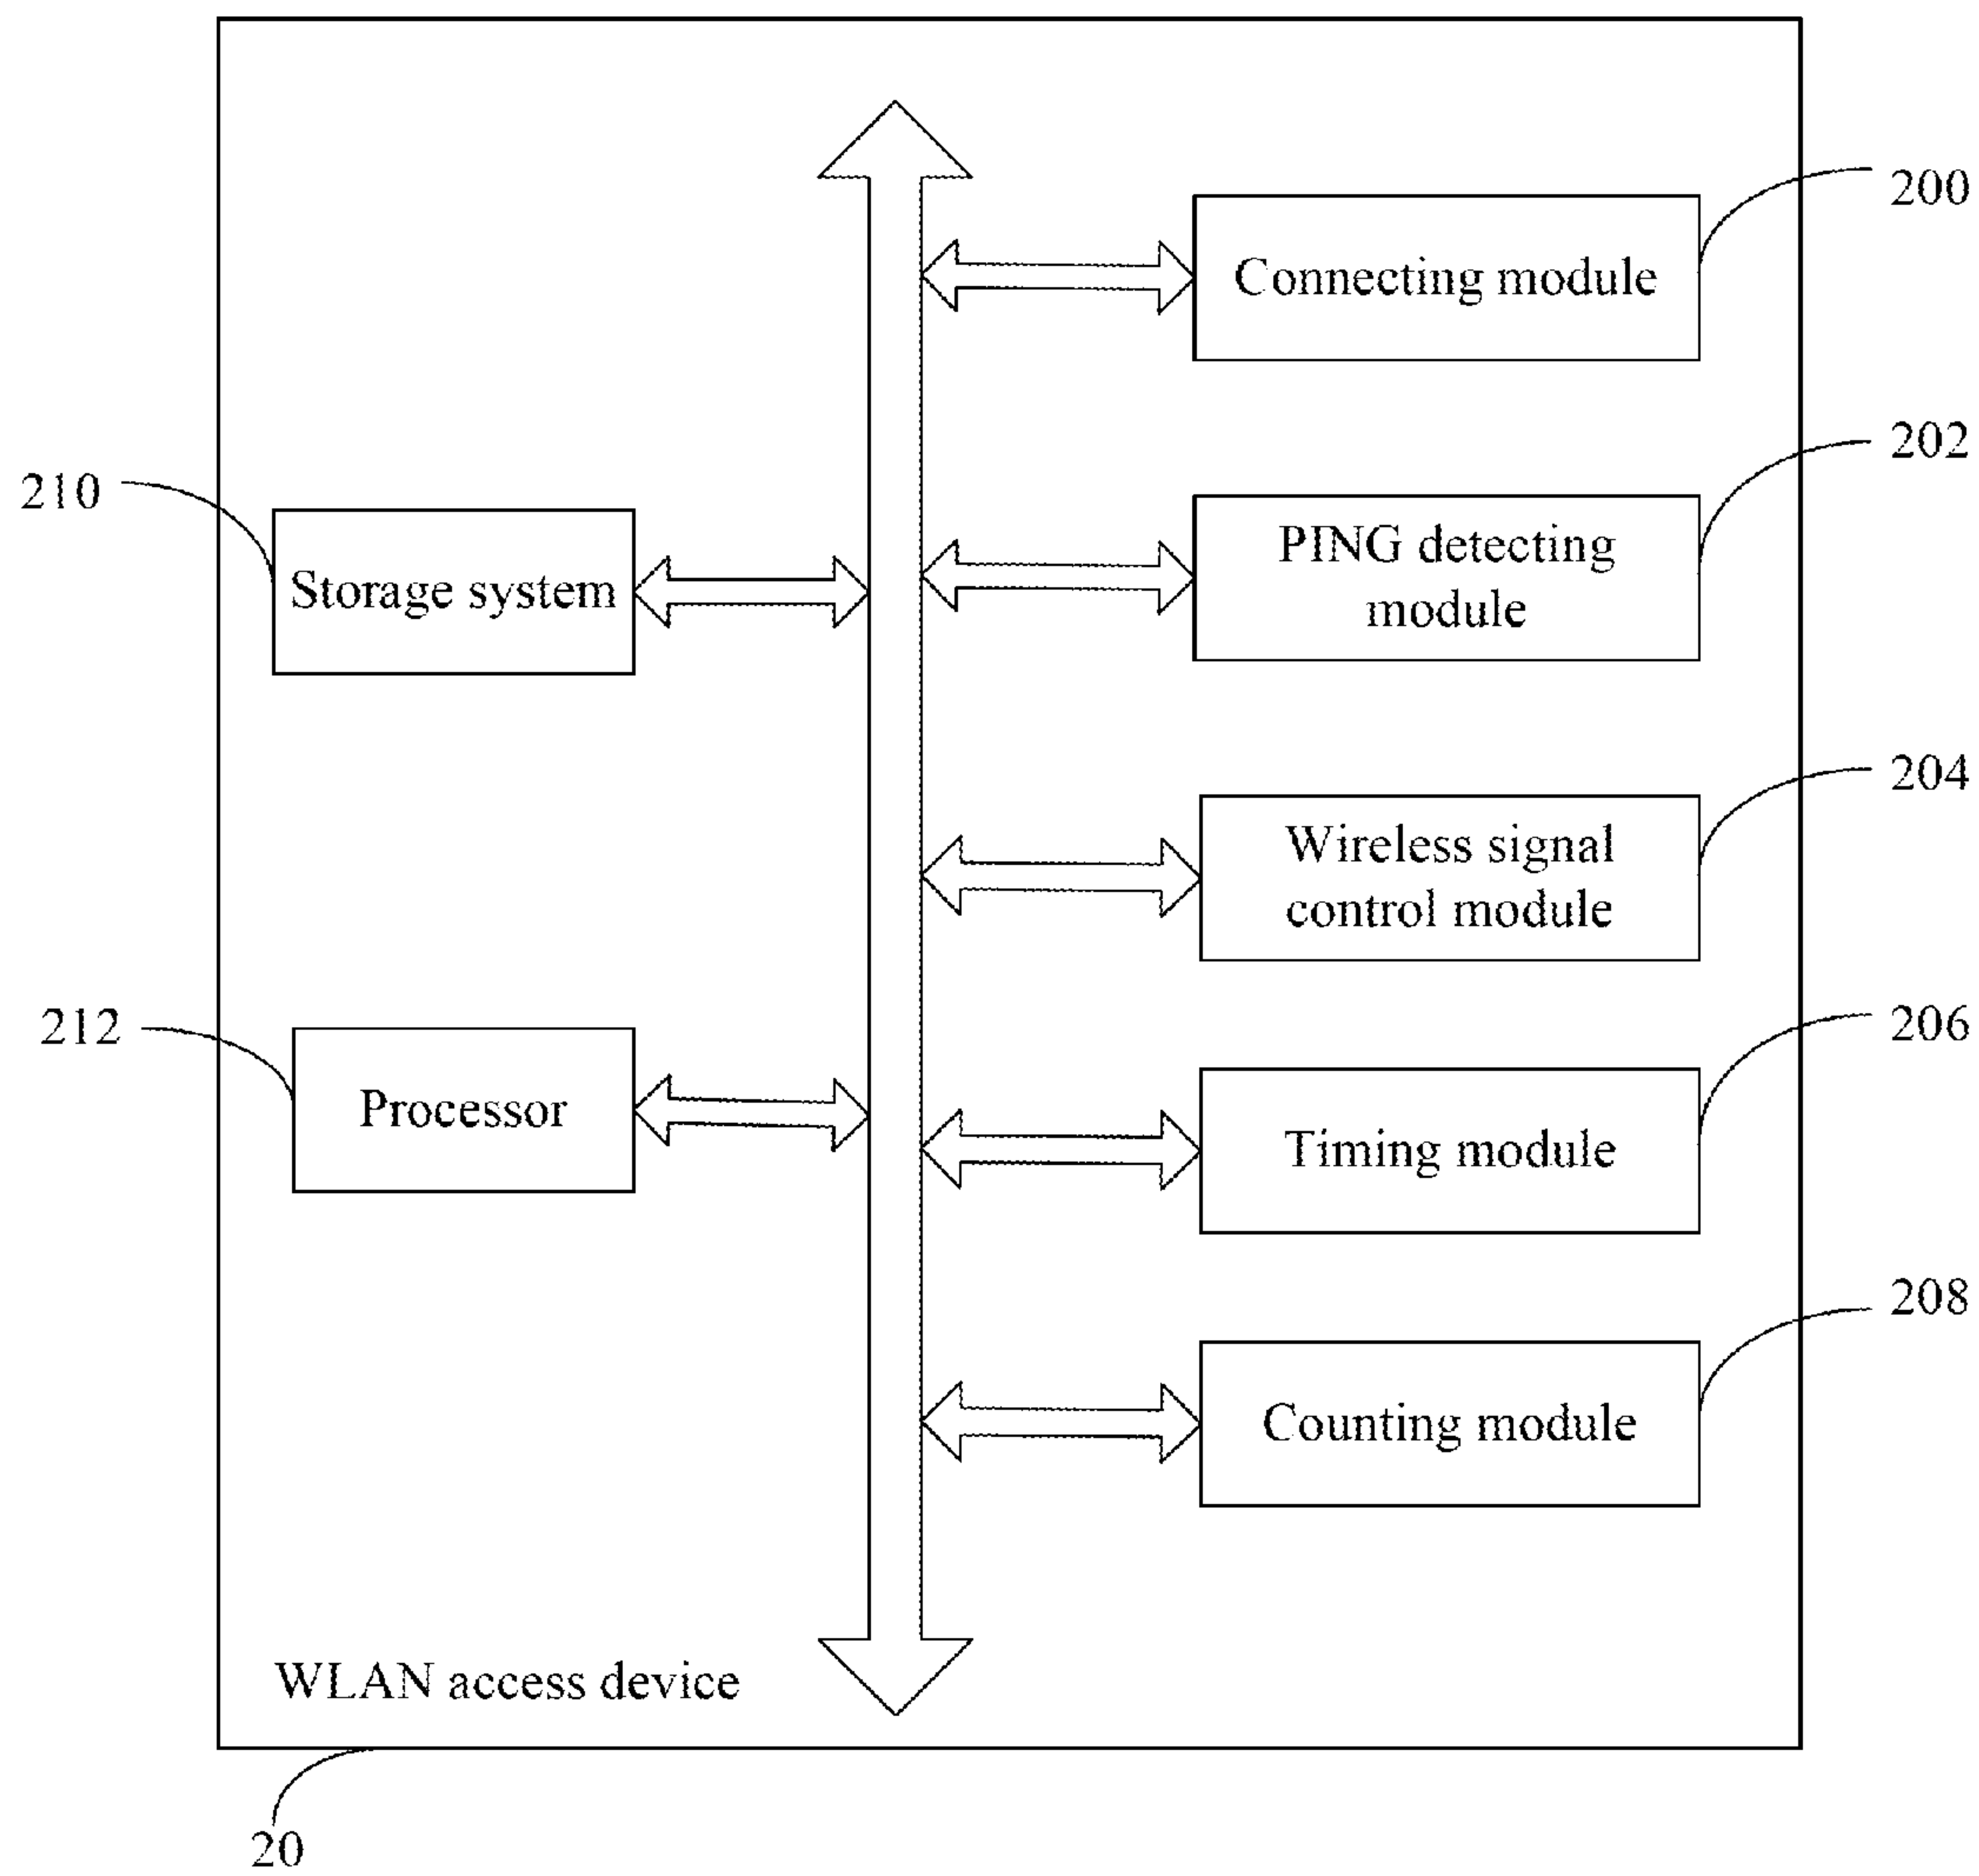 200
Connecting module
202
PING detecting
module
210
Storage system
204
Wireless signal
control module
212
Processor
206
Timing module
208
Counting module
WLAN access device
20